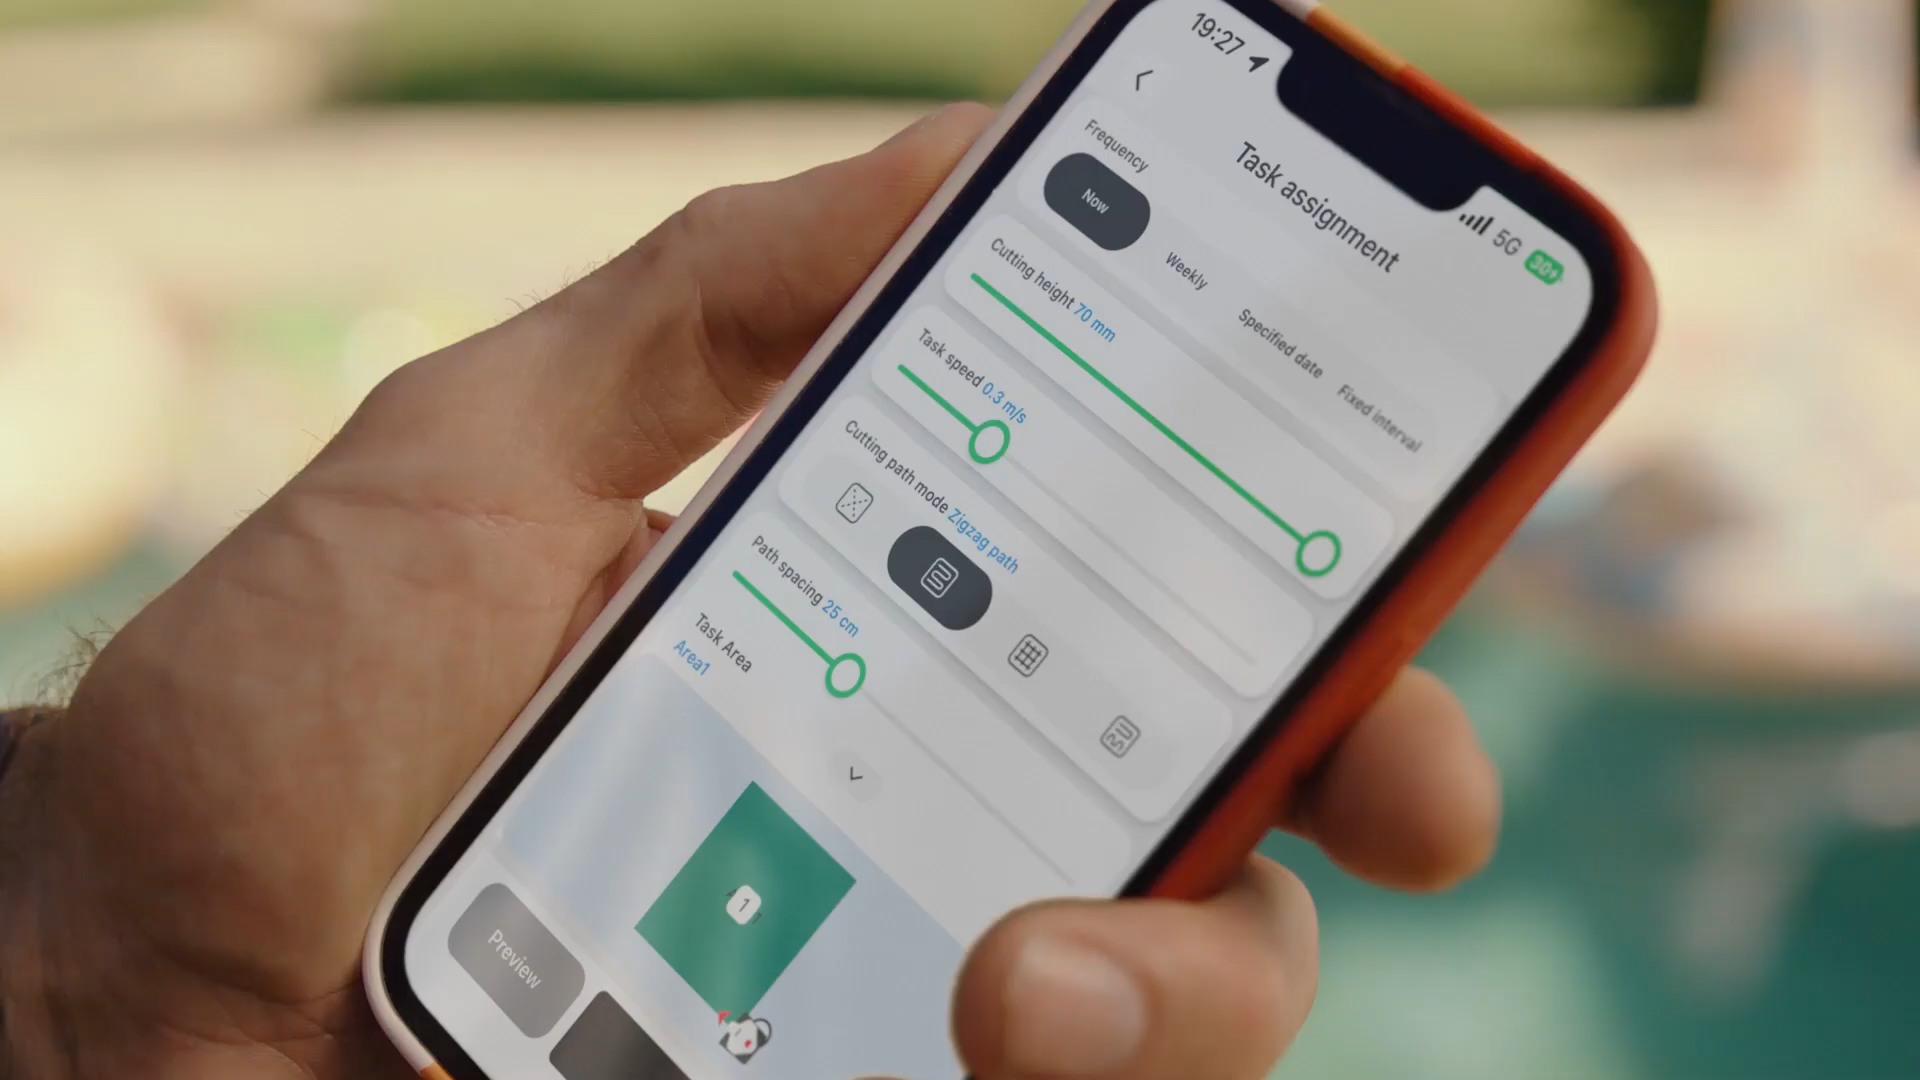 19:27
5G 30
Task assignment
Frequency
Now Weekly Specified date Fixed interval
Cutting height 70 mm
Task speed 0.3 m/s
Cutting path mode Zigzag path
Path spacing 25 cm
Task Area
Area1
1
Preview